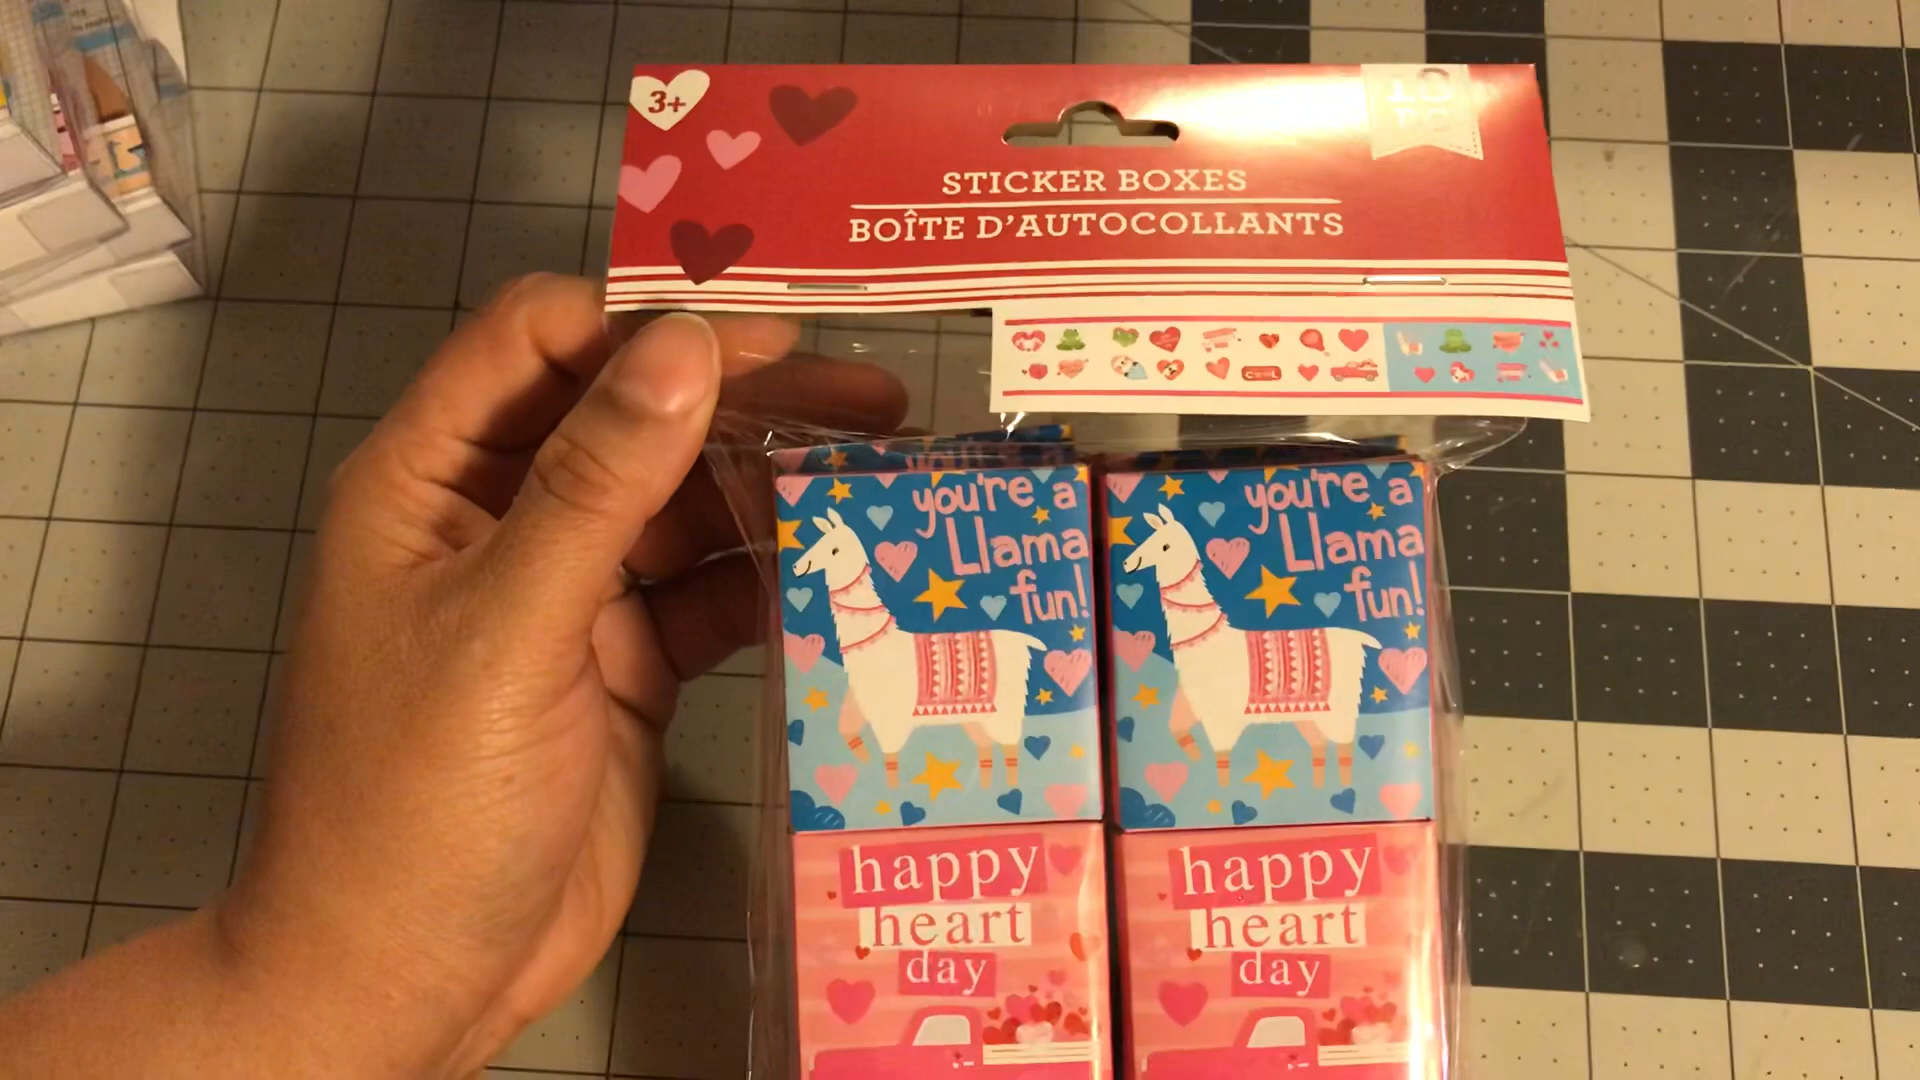 3+
STICKER BOXES
BOÎTE D'AUTOCOLLANTS
you're a
Llama
fun!
you're a
Llama
fun!
happy
heart
day
happy
heart
day